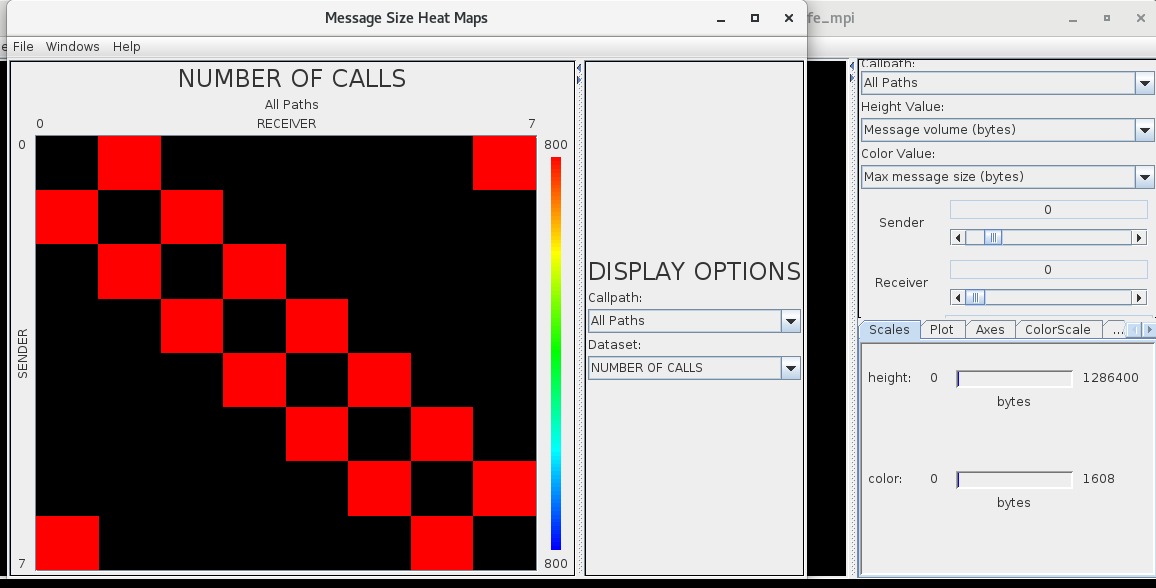 Message Size Heat Maps
fe_mpi
File Windows Help
NUMBER OF CALLS
All Paths
RECEIVER
0
7
0
800
SENDER
7
800
DISPLAY OPTIONS
Callpath:
All Paths
Dataset:
NUMBER OF CALLS
Callpath:
All Paths
Height Value:
Message volume (bytes)
Color Value:
Max message size (bytes)
0
Sender
0
Receiver
Scales Plot Axes ColorScale ...
height: 0 1286400
bytes
color: 0 1608
bytes